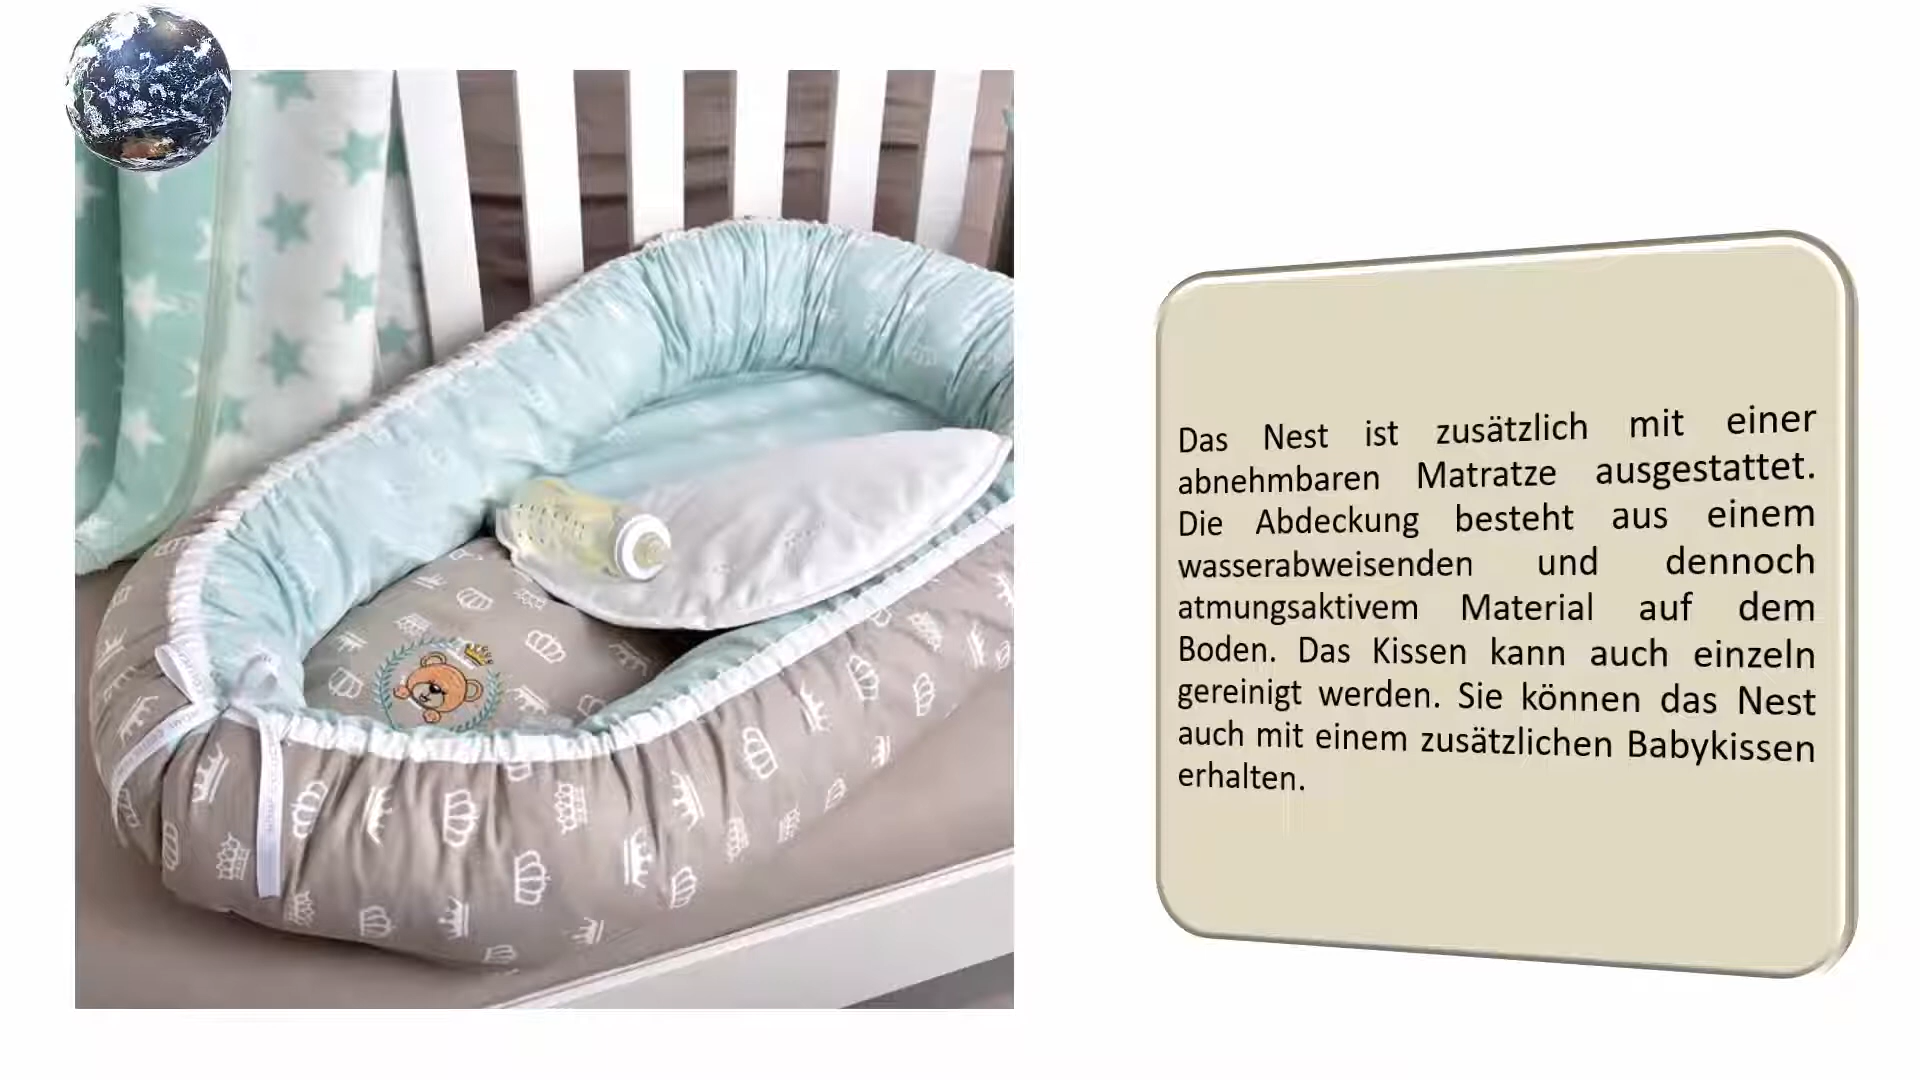 Das Nest ist zusätzlich mit einer
abnehmbaren Matratze ausgestattet.
Die Abdeckung besteht aus einem
wasserabweisenden und dennoch
atmungsaktivem Material auf dem
Boden. Das Kissen kann auch einzeln
gereinigt werden. Sie können das Nest
auch mit einem zusätzlichen Babykissen
erhalten.